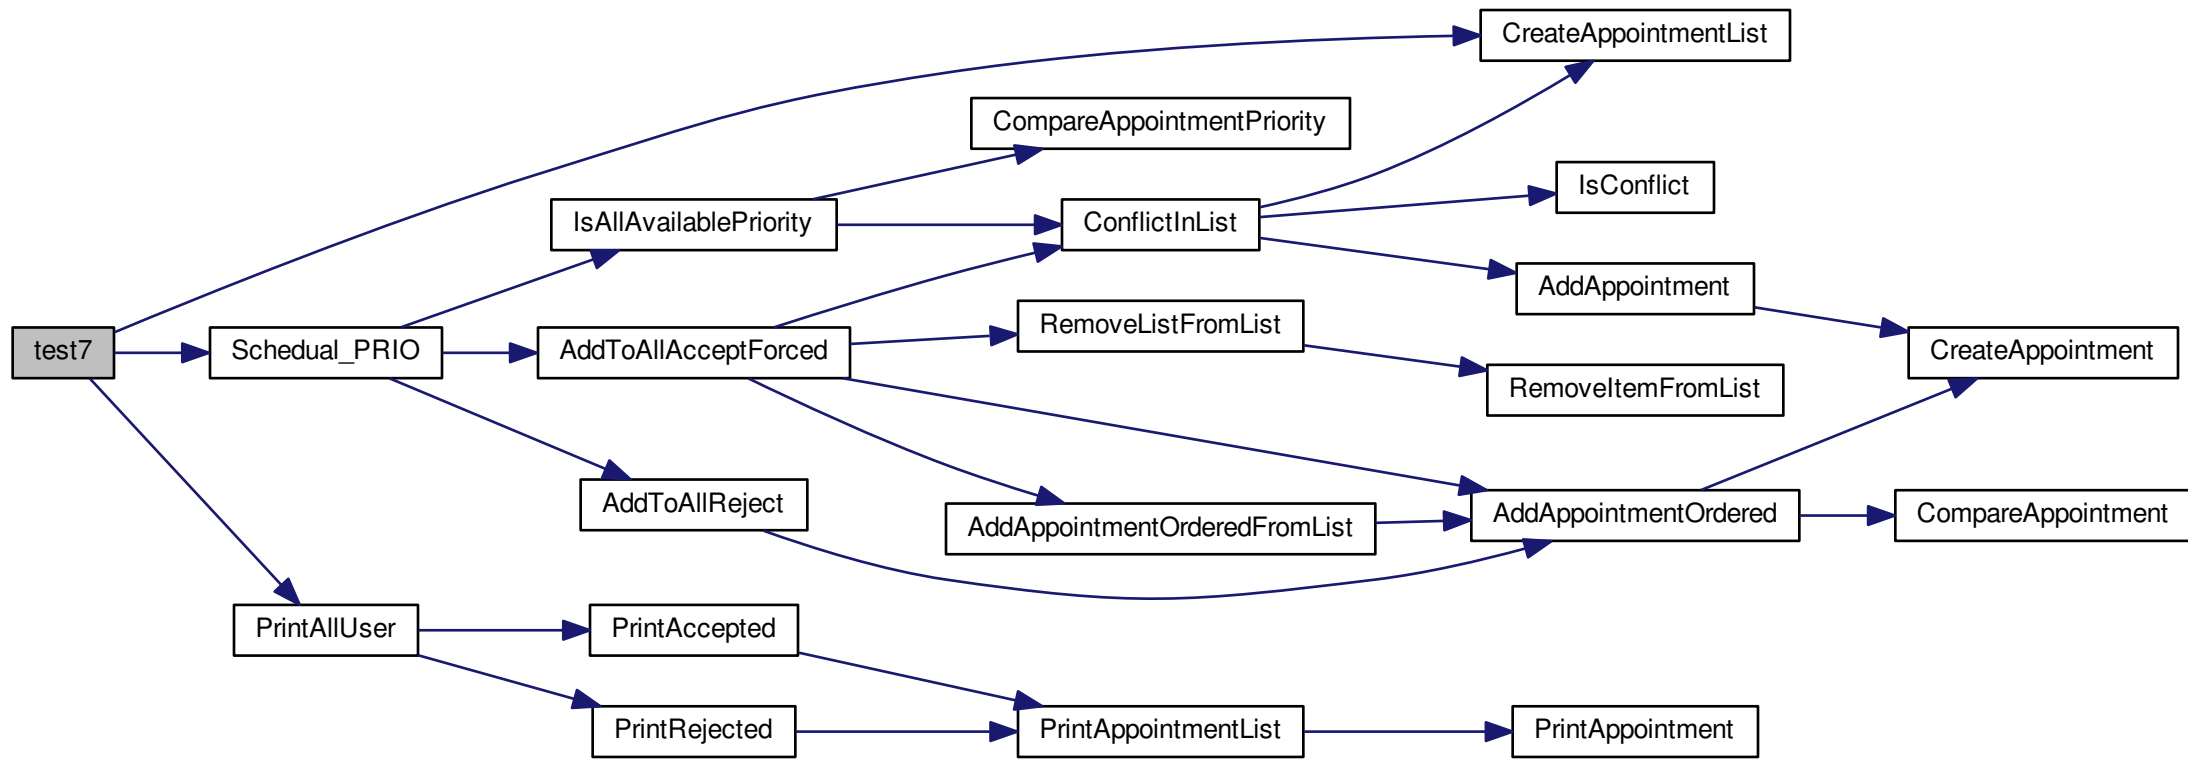 CreateAppointmentList
CompareAppointmentPriority
IsConflict
IsAllAvailablePriority
ConflictInList
AddAppointment
RemoveListFromList
test7
Schedual_PRIO
AddToAllAcceptForced
CreateAppointment
RemoveItemFromList
AddToAllReject
AddAppointmentOrderedFromList
AddAppointmentOrdered
CompareAppointment
PrintAllUser
PrintAccepted
PrintRejected
PrintAppointmentList
PrintAppointment